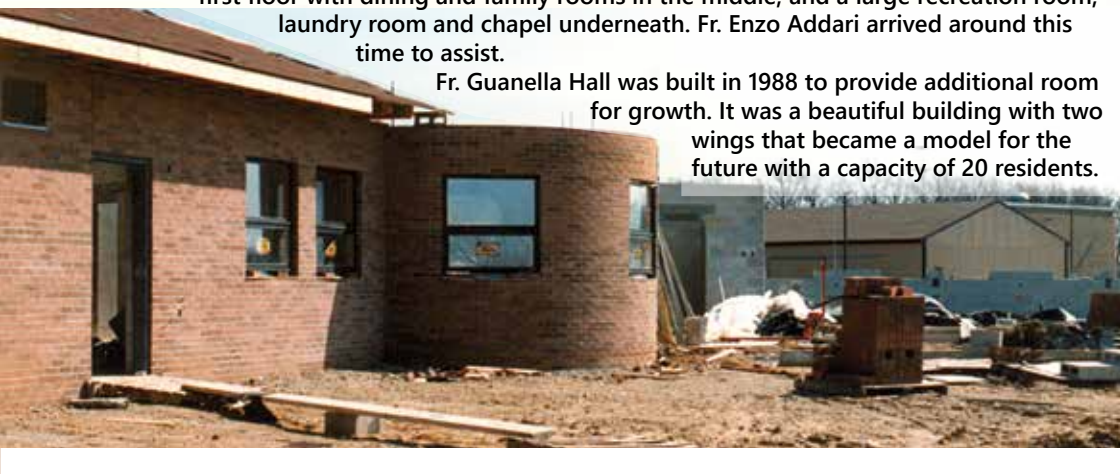 first floor with dining and family rooms in the middle, and a large recreation room,
laundry room and chapel underneath. Fr. Enzo Addari arrived around this
time to assist.
Fr. Guanella Hall was built in 1988 to provide additional room
for growth. It was a beautiful building with two
wings that became a model for the
future with a capacity of 20 residents.